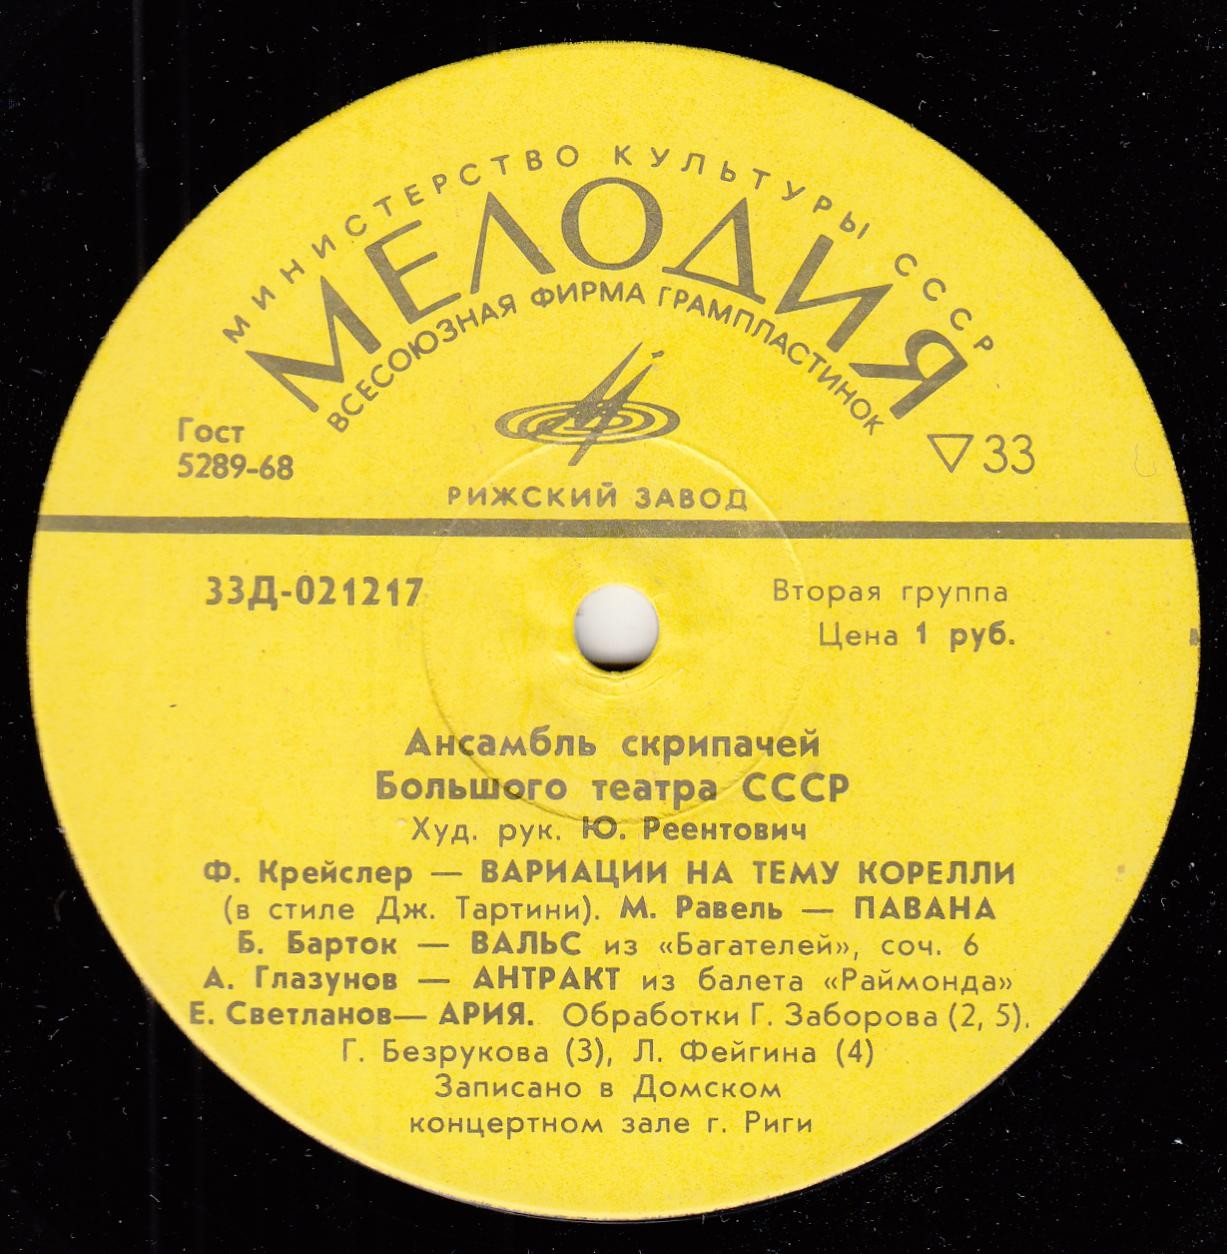 МИНИСТЕРСТВО КУЛЬТУРЫ СССР
МЕЛОДИЯ
ВСЕСОЮЗНАЯ ФИРМА ГРАМПЛАСТИНОК
Гост
5289-68
▽33
РИЖСКИЙ ЗАВОД
33Д-021217
Вторая группа
Цена 1 руб.
Ансамбль скрипачей
Большого театра СССР
Худ. рук. Ю. Реентович
Ф. Крейслер — ВАРИАЦИИ НА ТЕМУ КОРЕЛЛИ
(в стиле Дж. Тартини). М. Равель — ПАВАНА
Б. Барток — ВАЛЬС из «Багателей», соч. 6
А. Глазунов — АНТРАКТ из балета «Раймонда»
Е. Светланов— АРИЯ. Обработки Г. Заборова (2, 5),
Г. Безрукова (3), Л. Фейгина (4)
Записано в Домском
концертном зале г. Риги